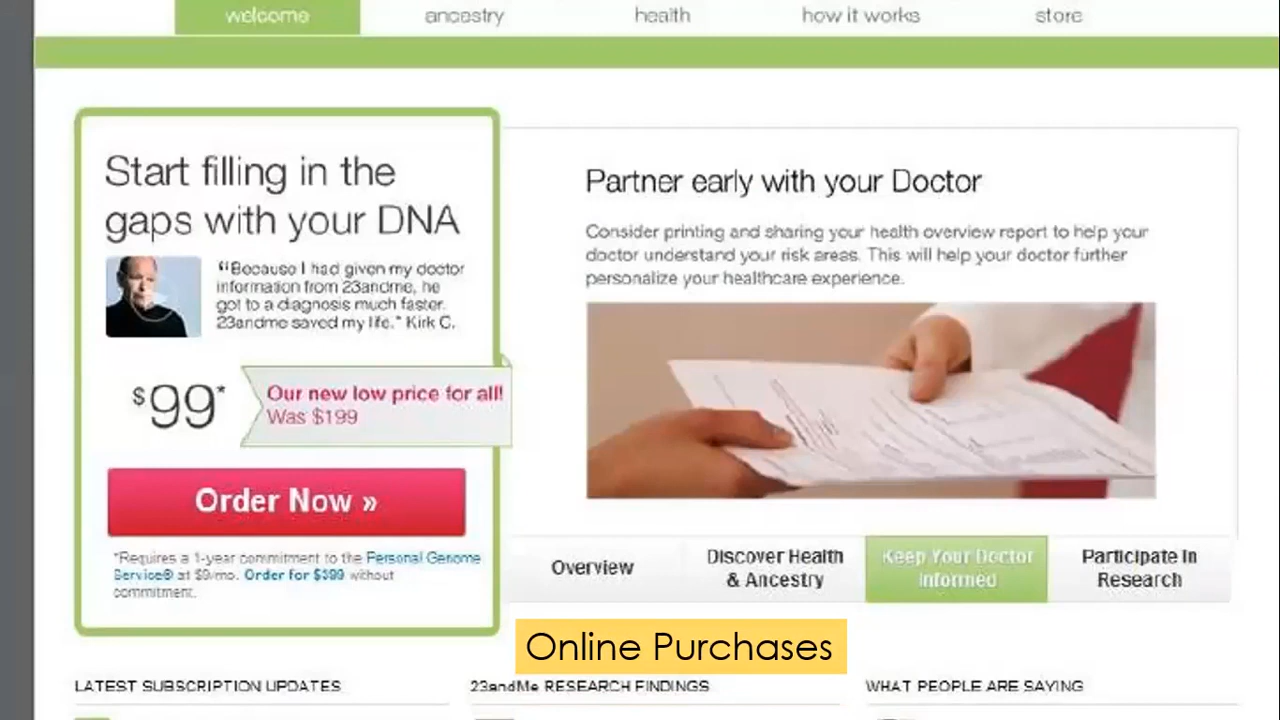 welcome ancestry health how it works store
Start filling in the
gaps with your DNA
“Because I had given my doctor
information from 23andme, he
got to a diagnosis much faster.
23andme saved my life.” Kirk C.
$99*
Our new low price for all!
Was $199
Order Now »
*Requires a 1-year commitment to the Personal Genome
Service® at $9/mo. Order for $399 without
commitment.
Partner early with your Doctor
Consider printing and sharing your health overview report to help your
doctor understand your risk areas. This will help your doctor further
personalize your healthcare experience.
Overview
Discover Health
& Ancestry
Keep Your Doctor
Informed
Participate in
Research
Online Purchases
LATEST SUBSCRIPTION UPDATES
23andMe RESEARCH FINDINGS
WHAT PEOPLE ARE SAYING